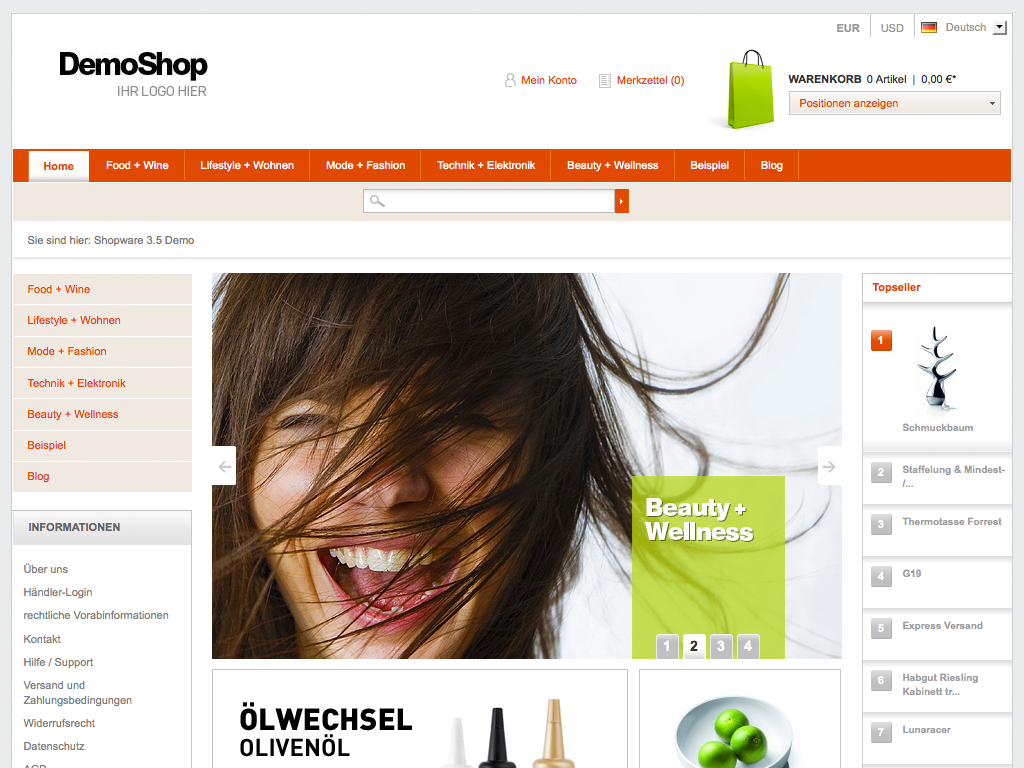 EUR
USD
Deutsch
DemoShop
IHR LOGO HIER
Mein Konto
Merkzettel (0)
WARENKORB 0 Artikel | 0,00 €*
Positionen anzeigen
Home
Food + Wine
Lifestyle + Wohnen
Mode + Fashion
Technik + Elektronik
Beauty + Wellness
Beispiel
Blog
Sie sind hier: Shopware 3.5 Demo
Food + Wine
Lifestyle + Wohnen
Mode + Fashion
Technik + Elektronik
Beauty + Wellness
Beispiel
Blog
INFORMATIONEN
Über uns
Händler-Login
rechtliche Vorabinformationen
Kontakt
Hilfe / Support
Versand und
Zahlungsbedingungen
Widerrufsrecht
Datenschutz
AGB
Beauty +
Wellness
1 2 3 4
ÖLWECHSEL
OLIVENÖL
Topseller
1
Schmuckbaum
2
Staffelung & Mindest-
/...
3
Thermotasse Forrest
4
G19
5
Express Versand
6
Habgut Riesling
Kabinett tr...
7
Lunaracer